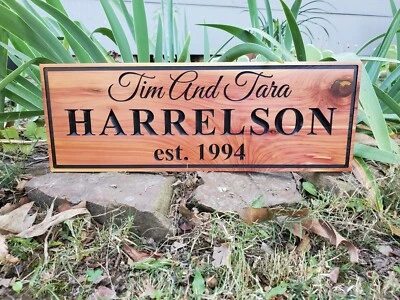 Tim And Tara
HARRELSON
est. 1994